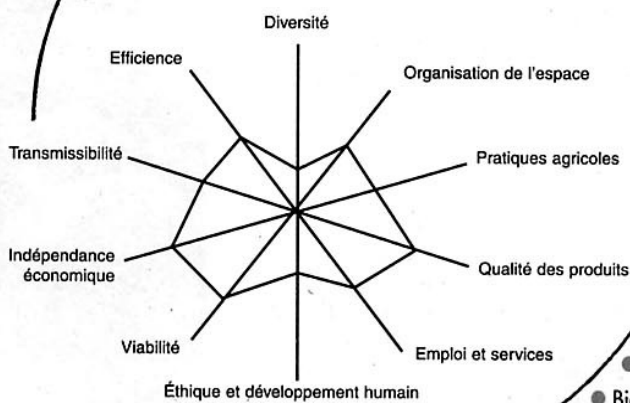 Diversité
Efficience
Organisation de l'espace
Transmissibilité
Pratiques agricoles
Indépendance
économique
Qualité des produits
Viabilité
Emploi et services
Éthique et développement humain